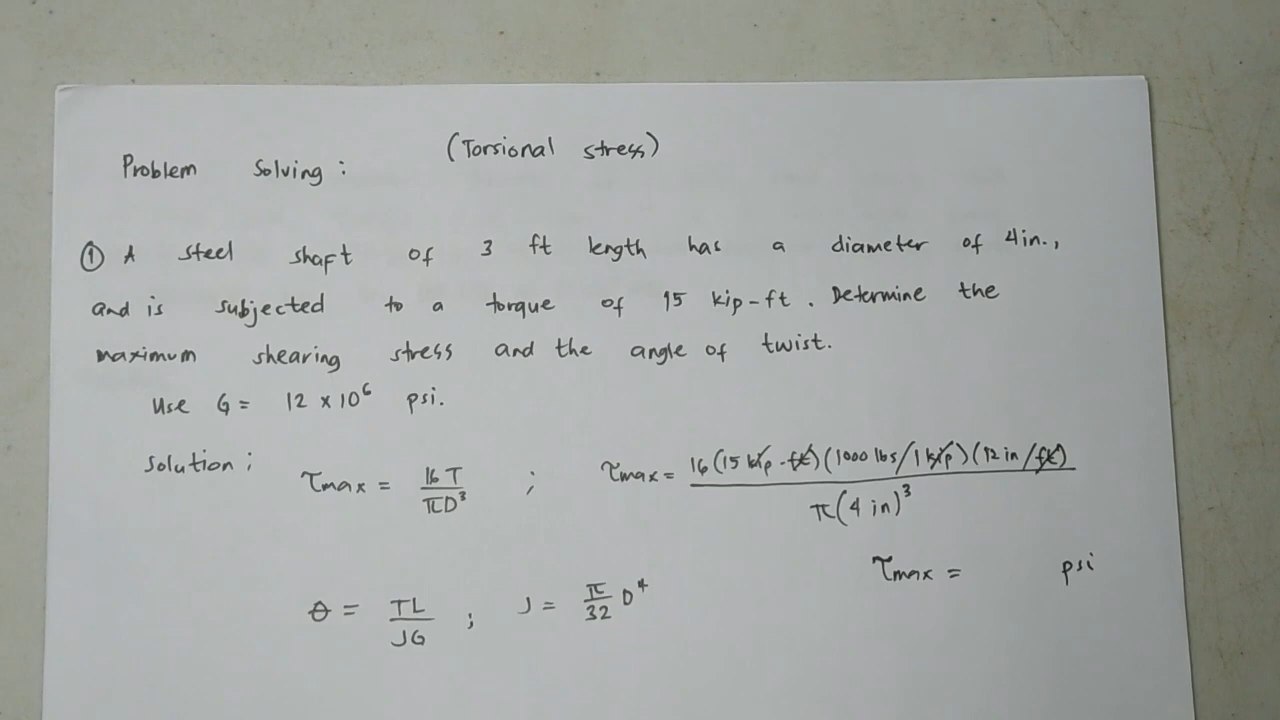 Problem Solving : (Torsional stress)
① A steel shaft of 3 ft length has a diameter of 4in.,
and is subjected to a torque of 15 kip-ft. Determine the
maximum shearing stress and the angle of twist.
Use G = 12 x 10⁶ psi.
Solution ;
τmax = 16 T / πD³ ; τmax = 16 (15 kip-ft) (1000 lbs/1 kip) (12 in/ft) / π(4 in)³
τmax = psi
θ = TL / JG ; J = π/32 D⁴